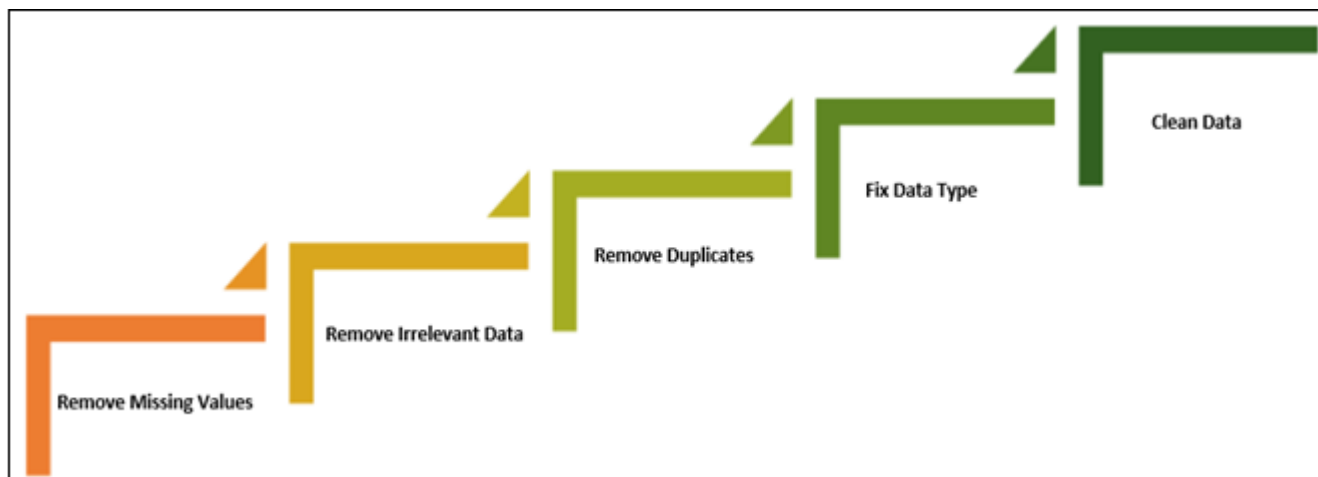 Remove Missing Values
Remove Irrelevant Data
Remove Duplicates
Fix Data Type
Clean Data